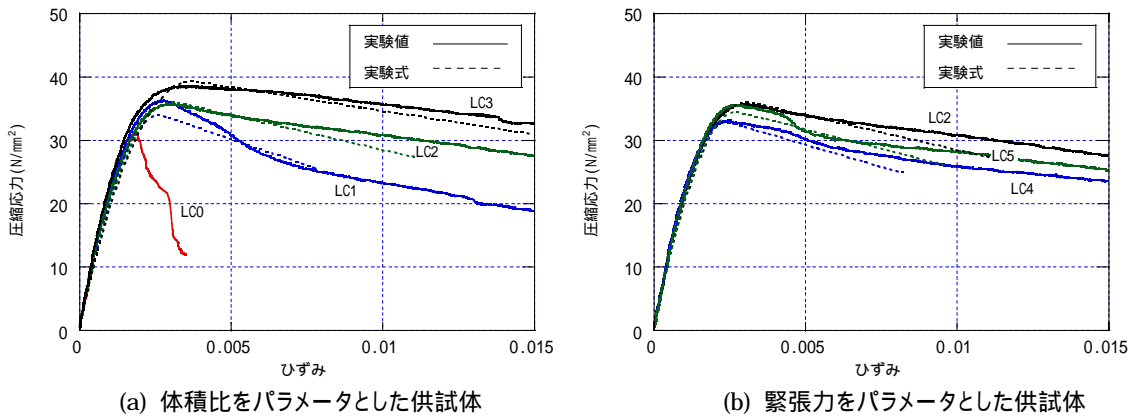 50
40
30
20
10
0
圧縮応力(N/mm²)
実験値
実験式
LC3
LC2
LC1
LC0
0
0.005
0.01
0.015
ひずみ
(a) 体積比をパラメータとした供試体
50
40
30
20
10
0
圧縮応力(N/mm²)
実験値
実験式
LC2
LC5
LC4
0
0.005
0.01
0.015
ひずみ
(b) 緊張力をパラメータとした供試体